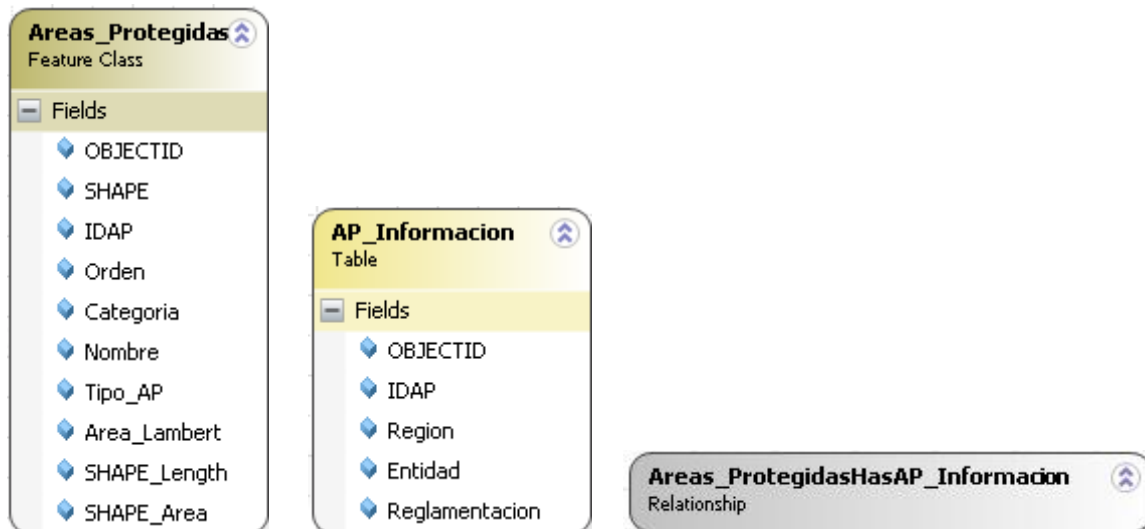 Areas_Protegidas
Feature Class
Fields
OBJECTID
SHAPE
IDAP
Orden
Categoria
Nombre
Tipo_AP
Area_Lambert
SHAPE_Length
SHAPE_Area
AP_Informacion
Table
Fields
OBJECTID
IDAP
Region
Entidad
Reglamentacion
Areas_ProtegidasHasAP_Informacion
Relationship